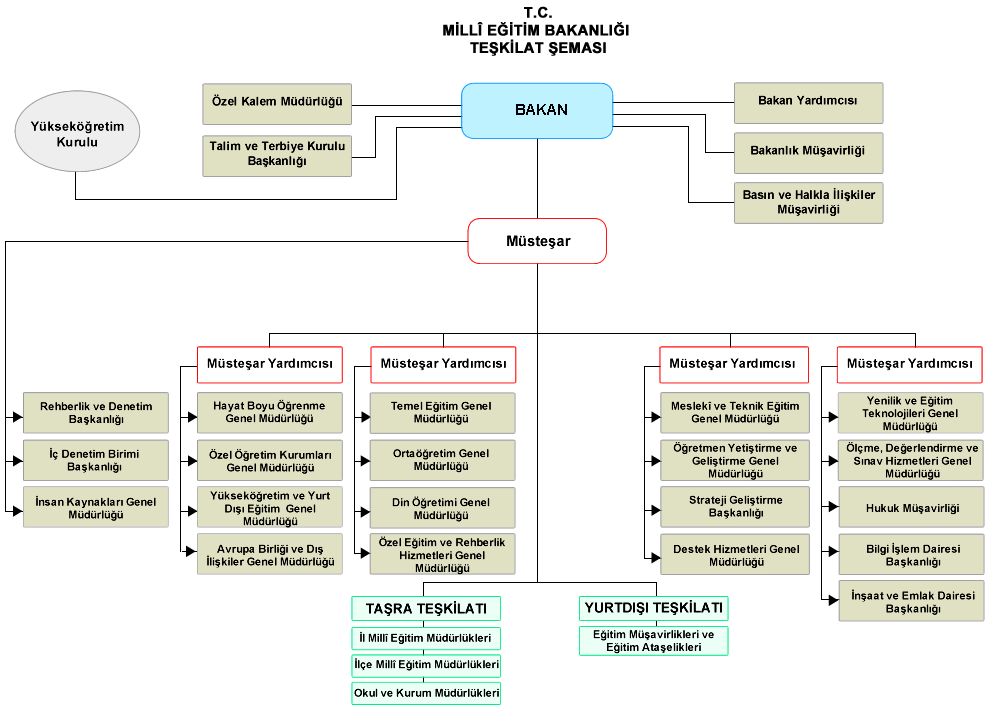 T.C.
MİLLÎ EĞİTİM BAKANLIĞI
TEŞKİLAT ŞEMASI
Yükseköğretim
Kurulu
Özel Kalem Müdürlüğü
Talim ve Terbiye Kurulu
Başkanlığı
BAKAN
Bakan Yardımcısı
Bakanlık Müşavirliği
Basın ve Halkla İlişkiler
Müşavirliği
Müsteşar
Rehberlik ve Denetim
Başkanlığı
İç Denetim Birimi
Başkanlığı
İnsan Kaynakları Genel
Müdürlüğü
Müsteşar Yardımcısı
Hayat Boyu Öğrenme
Genel Müdürlüğü
Özel Öğretim Kurumları
Genel Müdürlüğü
Yükseköğretim ve Yurt
Dışı Eğitim Genel
Müdürlüğü
Avrupa Birliği ve Dış
İlişkiler Genel Müdürlüğü
Müsteşar Yardımcısı
Temel Eğitim Genel
Müdürlüğü
Ortaöğretim Genel
Müdürlüğü
Din Öğretimi Genel
Müdürlüğü
Özel Eğitim ve Rehberlik
Hizmetleri Genel
Müdürlüğü
Müsteşar Yardımcısı
Meslekî ve Teknik Eğitim
Genel Müdürlüğü
Öğretmen Yetiştirme ve
Geliştirme Genel
Müdürlüğü
Strateji Geliştirme
Başkanlığı
Destek Hizmetleri Genel
Müdürlüğü
Müsteşar Yardımcısı
Yenilik ve Eğitim
Teknolojileri Genel
Müdürlüğü
Ölçme, Değerlendirme ve
Sınav Hizmetleri Genel
Müdürlüğü
Hukuk Müşavirliği
Bilgi İşlem Dairesi
Başkanlığı
İnşaat ve Emlak Dairesi
Başkanlığı
TAŞRA TEŞKİLATI
İl Millî Eğitim Müdürlükleri
İlçe Millî Eğitim Müdürlükleri
Okul ve Kurum Müdürlükleri
YURTDIŞI TEŞKİLATI
Eğitim Müşavirlikleri ve
Eğitim Ataşelikleri